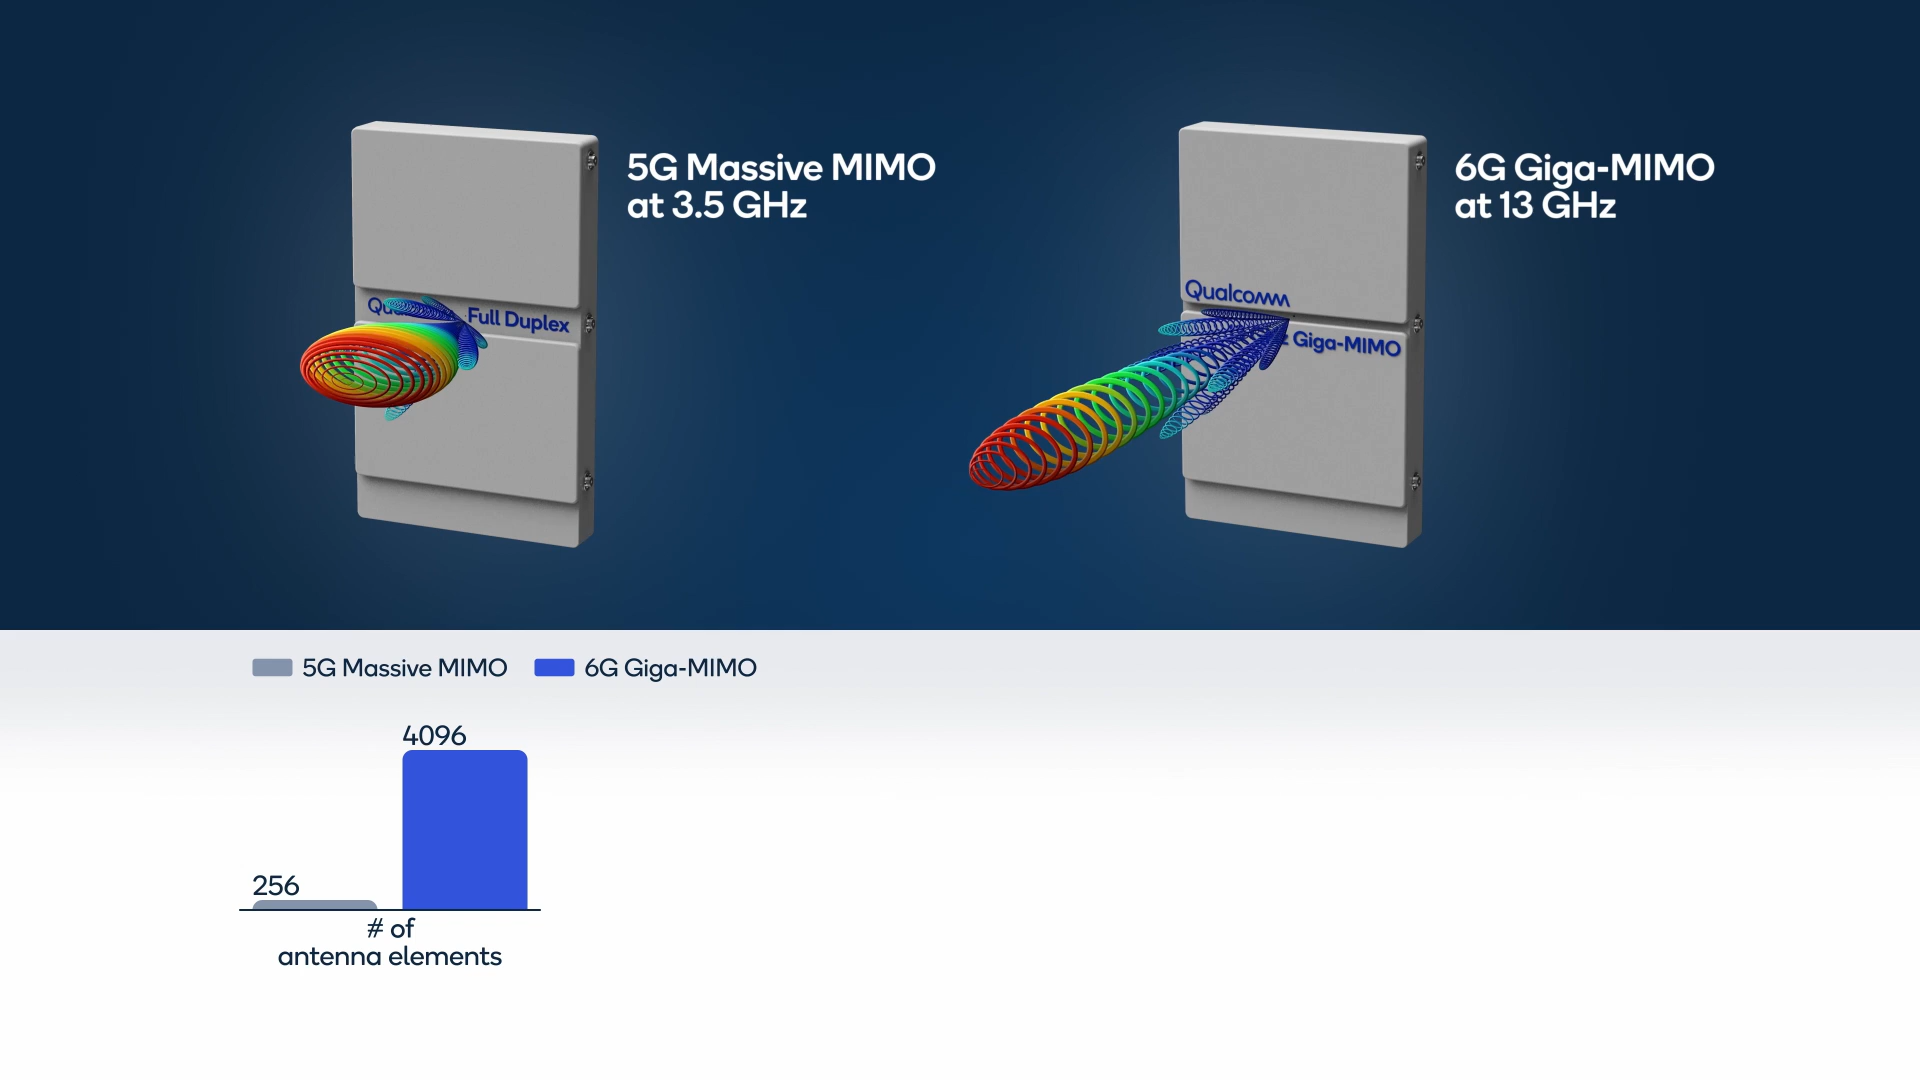 5G Massive MIMO
at 3.5 GHz
Full Duplex
6G Giga-MIMO
at 13 GHz
Qualcomm
Giga-MIMO
5G Massive MIMO
6G Giga-MIMO
4096
256
# of
antenna elements